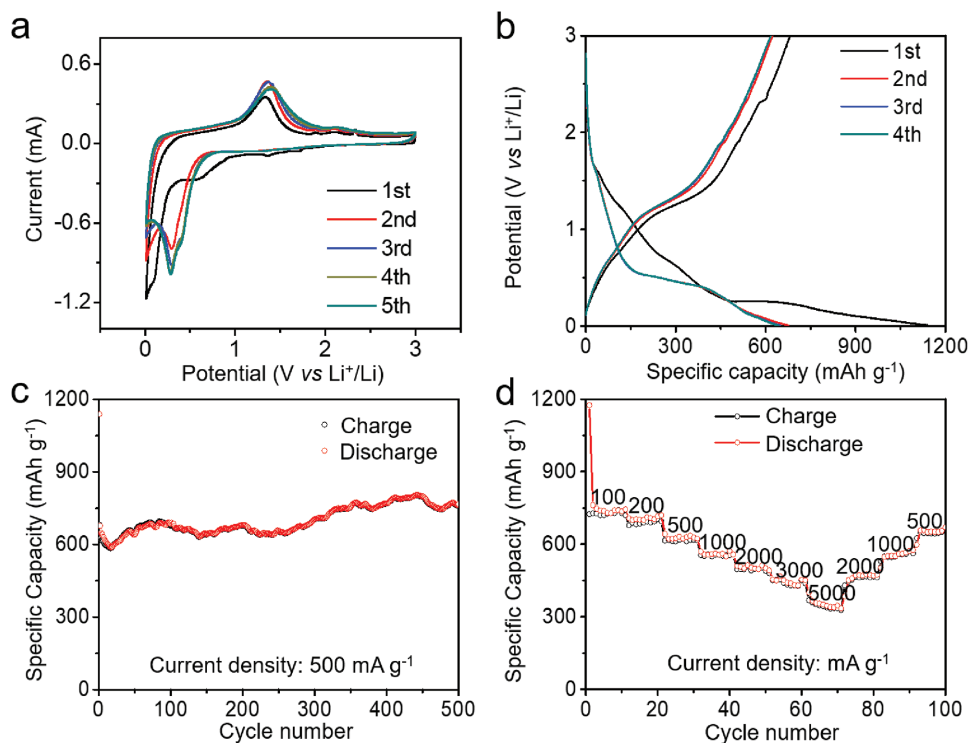 a
0.6
0.0
-0.6
-1.2
Current (mA)
1st
2nd
3rd
4th
5th
0 1 2 3
Potential (V vs Li⁺/Li)
b
3
2
1
0
Potential (V vs Li⁺/Li)
1st
2nd
3rd
4th
0 300 600 900 1200
Specific capacity (mAh g⁻¹)
c
1200
900
600
300
0
Specific Capacity (mAh g⁻¹)
Charge
Discharge
Current density: 500 mA g⁻¹
0 100 200 300 400 500
Cycle number
d
1200
900
600
300
0
Specific Capacity (mAh g⁻¹)
Charge
Discharge
100
200
500
1000
2000
3000
5000
2000
1000
500
Current density: mA g⁻¹
0 20 40 60 80 100
Cycle number